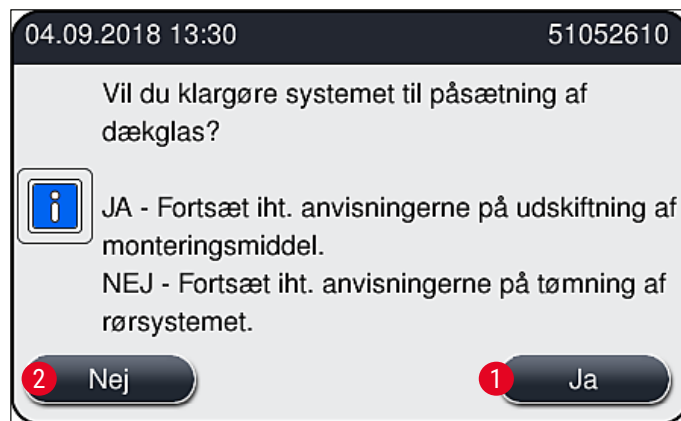 04.09.2018 13:30 51052610
Vil du klargøre systemet til påsætning af
dækglas?
JA - Fortsæt iht. anvisningerne på udskiftning af
monteringsmiddel.
NEJ - Fortsæt iht. anvisningerne på tømning af
rørsystemet.
2 Nej 1 Ja